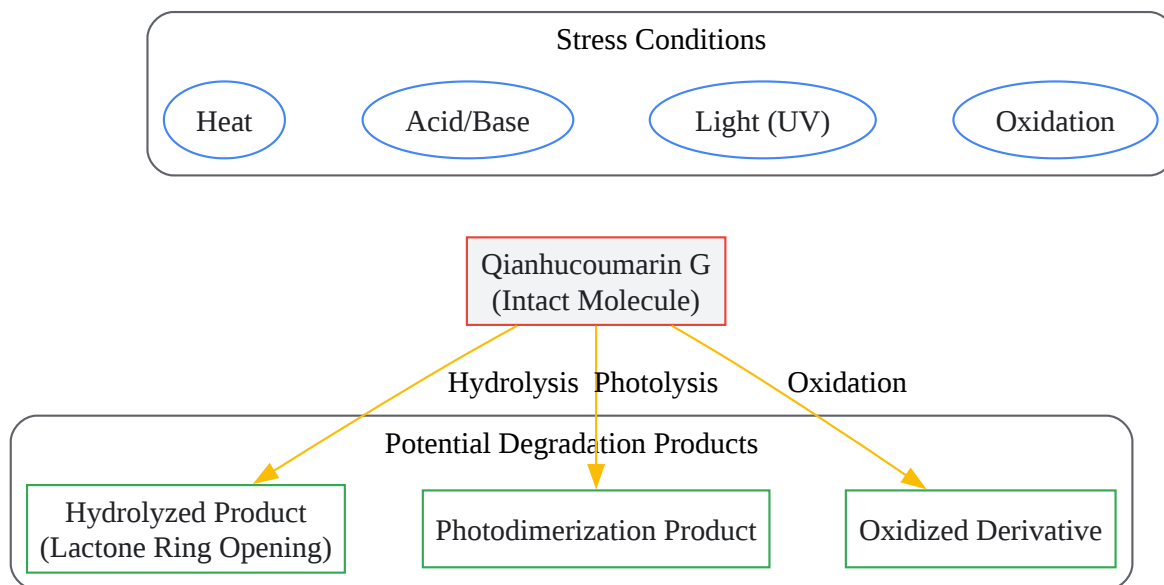 Stress Conditions
Heat
Acid/Base
Light (UV)
Oxidation
Qianhucoumarin G
(Intact Molecule)
Hydrolysis
Photolysis
Oxidation
Potential Degradation Products
Hydrolyzed Product
(Lactone Ring Opening)
Photodimerization Product
Oxidized Derivative